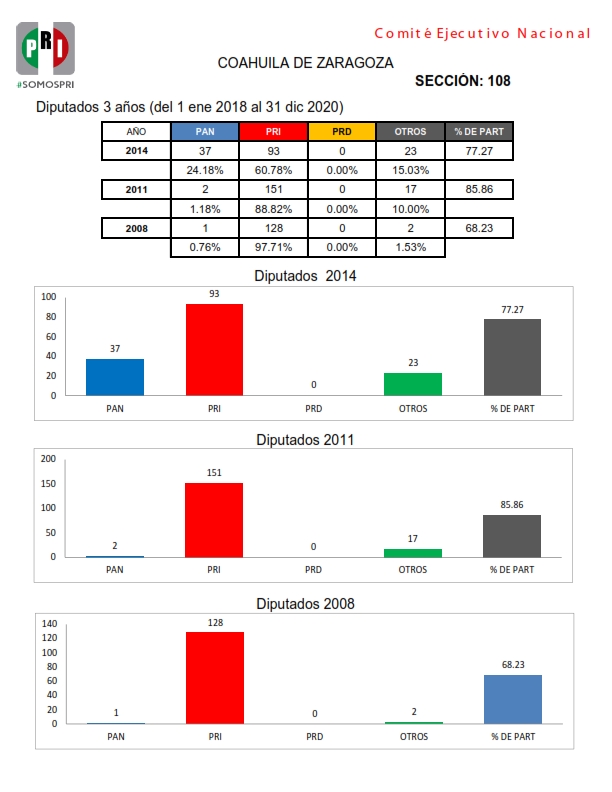 Comité Ejecutivo Nacional
PRI
#SOMOSPRI
COAHUILA DE ZARAGOZA
SECCIÓN: 108
Diputados 3 años (del 1 ene 2018 al 31 dic 2020)
AÑO PAN PRI PRD OTROS % DE PART
2014 37 93 0 23 77.27
24.18% 60.78% 0.00% 15.03%
2011 2 151 0 17 85.86
1.18% 88.82% 0.00% 10.00%
2008 1 128 0 2 68.23
0.76% 97.71% 0.00% 1.53%
Diputados 2014
100
80
60
40
20
0
37 93 0 23 77.27
PAN PRI PRD OTROS % DE PART
Diputados 2011
200
150
100
50
0
2 151 0 17 85.86
PAN PRI PRD OTROS % DE PART
Diputados 2008
140
120
100
80
60
40
20
0
1 128 0 2 68.23
PAN PRI PRD OTROS % DE PART